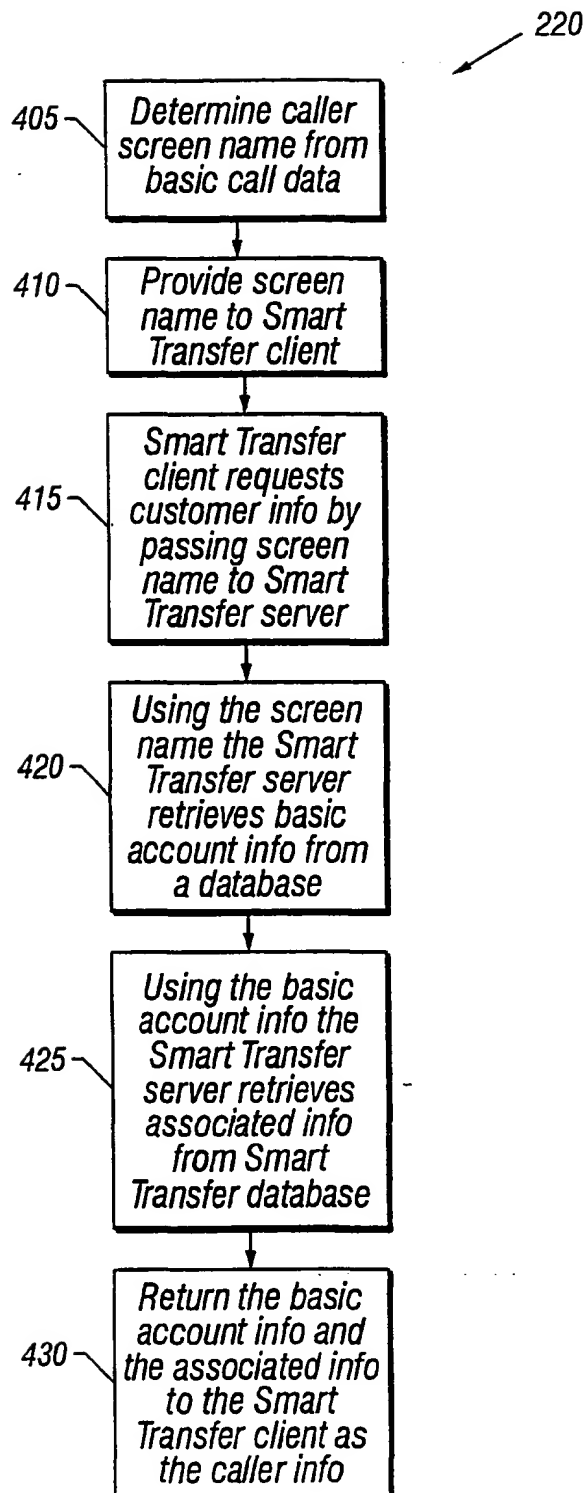 220
405
Determine caller
screen name from
basic call data
410
Provide screen
name to Smart
Transfer client
415
Smart Transfer
client requests
customer info by
passing screen
name to Smart
Transfer server
420
Using the screen
name the Smart
Transfer server
retrieves basic
account info from
a database
425
Using the basic
account info the
Smart Transfer
server retrieves
associated info
from Smart
Transfer database
430
Return the basic
account info and
the associated info
to the Smart
Transfer client as
the caller info